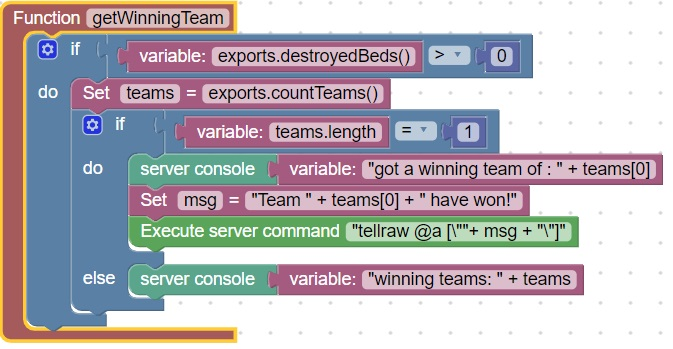 Function getWinningTeam
if variable: exports.destroyedBeds() > 0
do Set teams = exports.countTeams()
if variable: teams.length = 1
do server console variable: "got a winning team of : " + teams[0]
Set msg = "Team " + teams[0] + " have won!"
Execute server command "tellraw @a [\""+ msg + "\"]"
else server console variable: "winning teams: " + teams